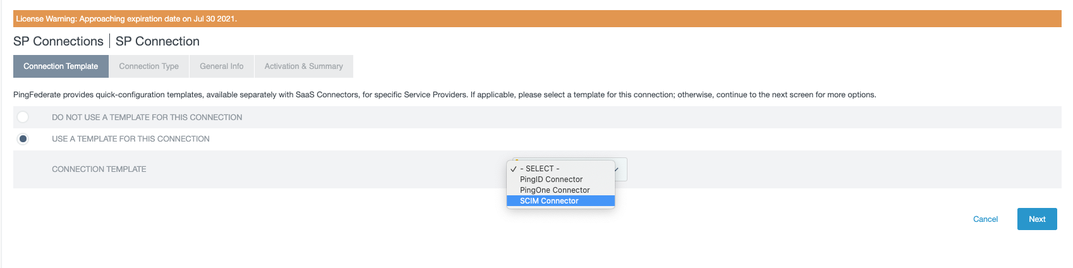 License Warning: Approaching expiration date on Jul 30 2021.
SP Connections | SP Connection
Connection Template
Connection Type
General Info
Activation & Summary
PingFederate provides quick-configuration templates, available separately with SaaS Connectors, for specific Service Providers. If applicable, please select a template for this connection; otherwise, continue to the next screen for more options.
DO NOT USE A TEMPLATE FOR THIS CONNECTION
USE A TEMPLATE FOR THIS CONNECTION
CONNECTION TEMPLATE
- SELECT -
PingID Connector
PingOne Connector
SCIM Connector
Cancel
Next